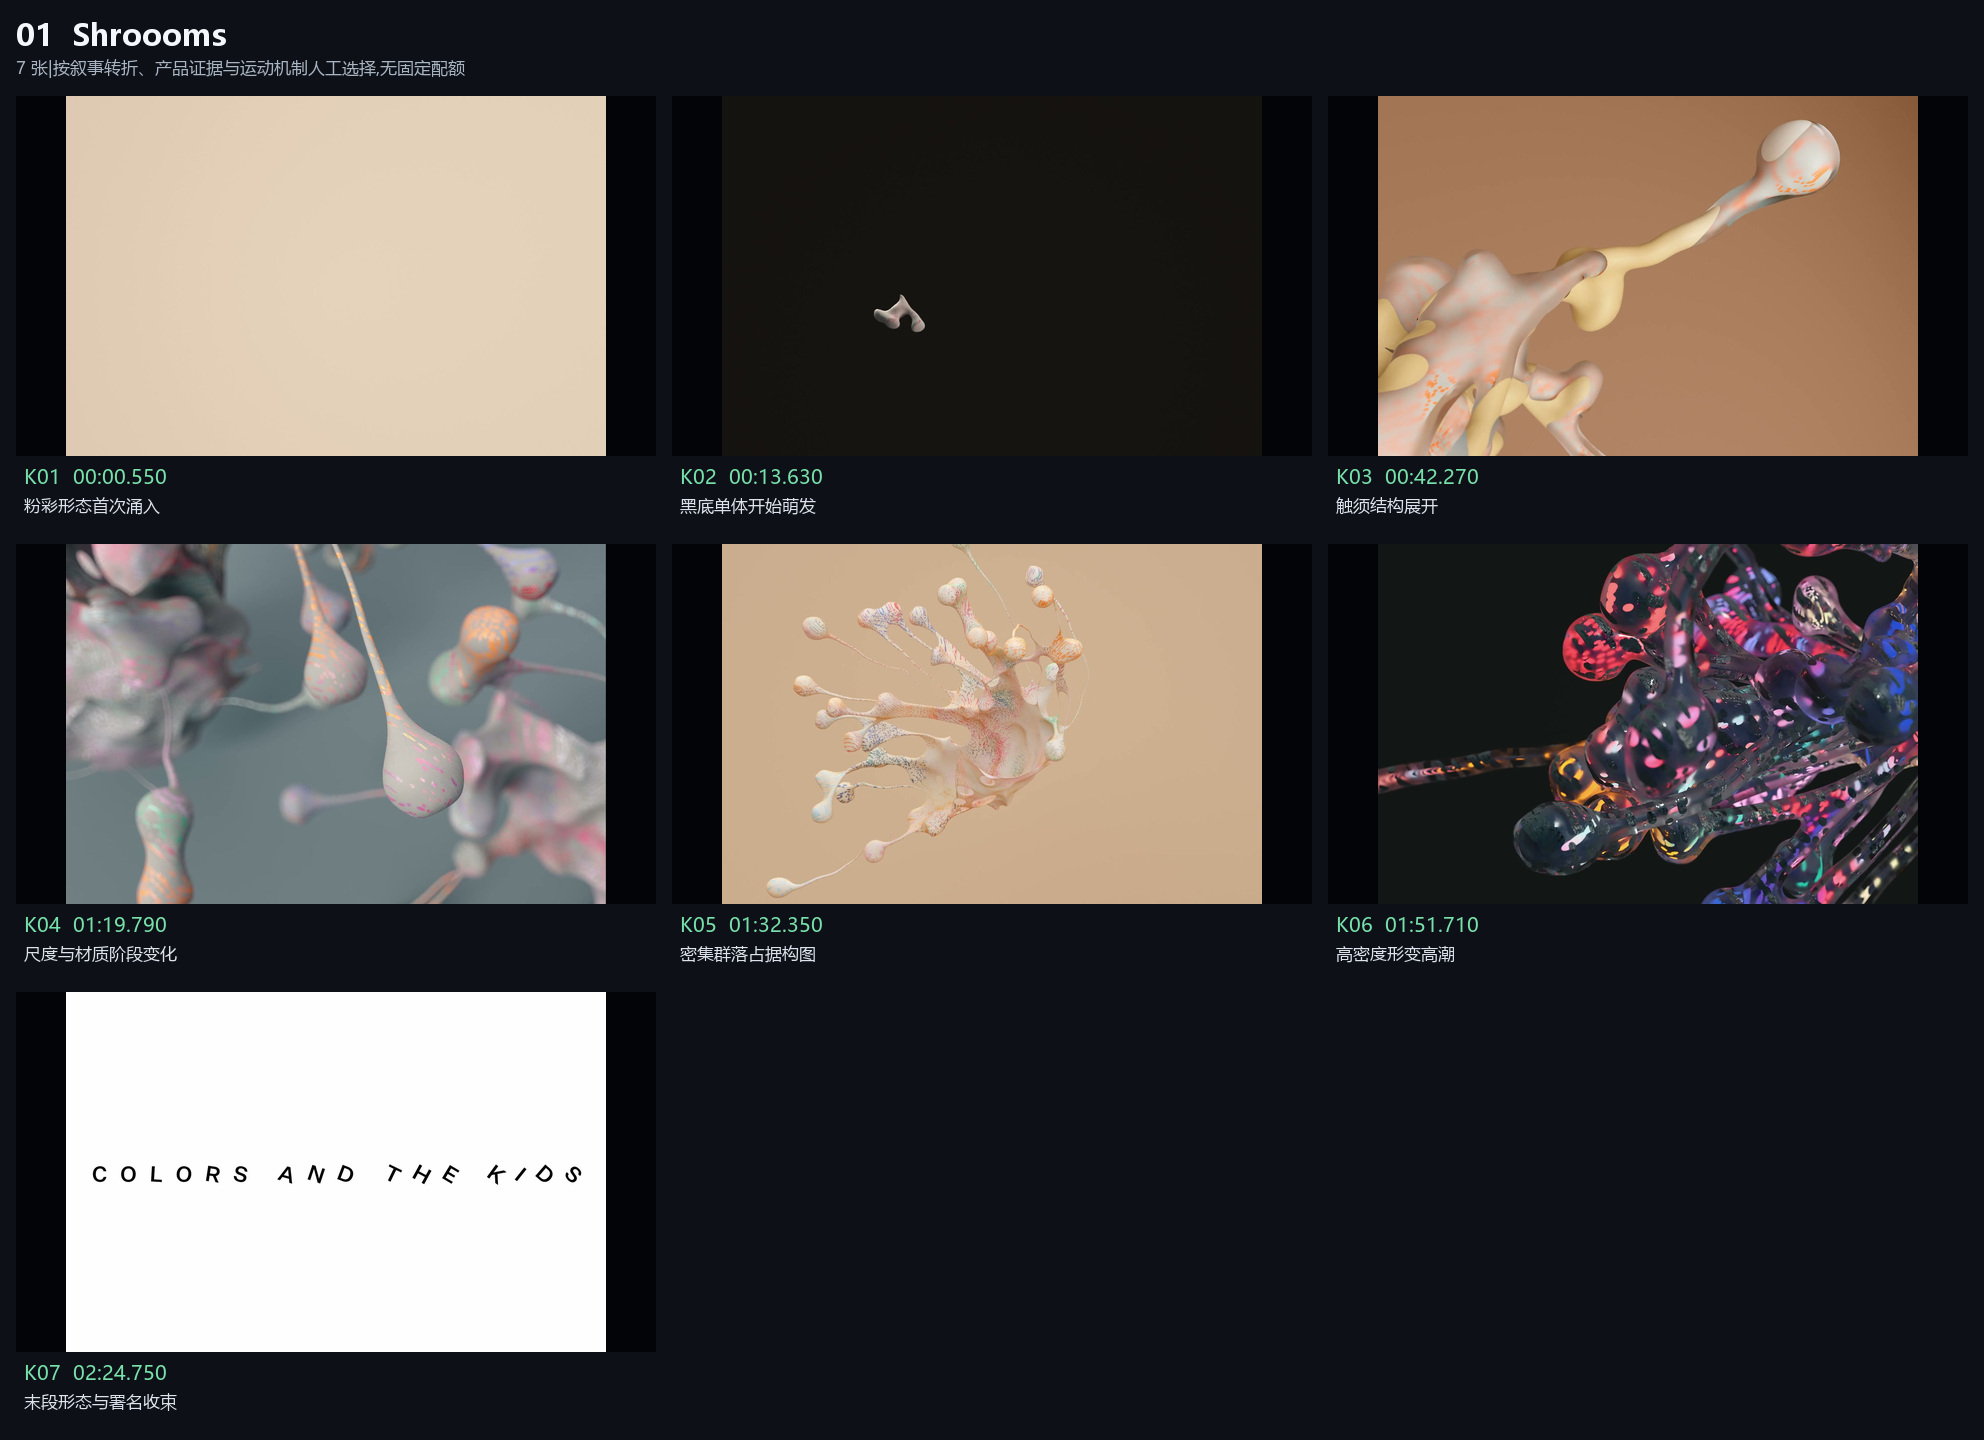 01 Shroooms
7 张|按叙事转折、产品证据与运动机制人工选择,无固定配额
K01 00:00.550
粉彩形态首次涌入
K02 00:13.630
黑底单体开始萌发
K03 00:42.270
触须结构展开
K04 01:19.790
尺度与材质阶段变化
K05 01:32.350
密集群落占据构图
K06 01:51.710
高密度形变高潮
COLORS AND THE KIDS
K07 02:24.750
末段形态与署名收束